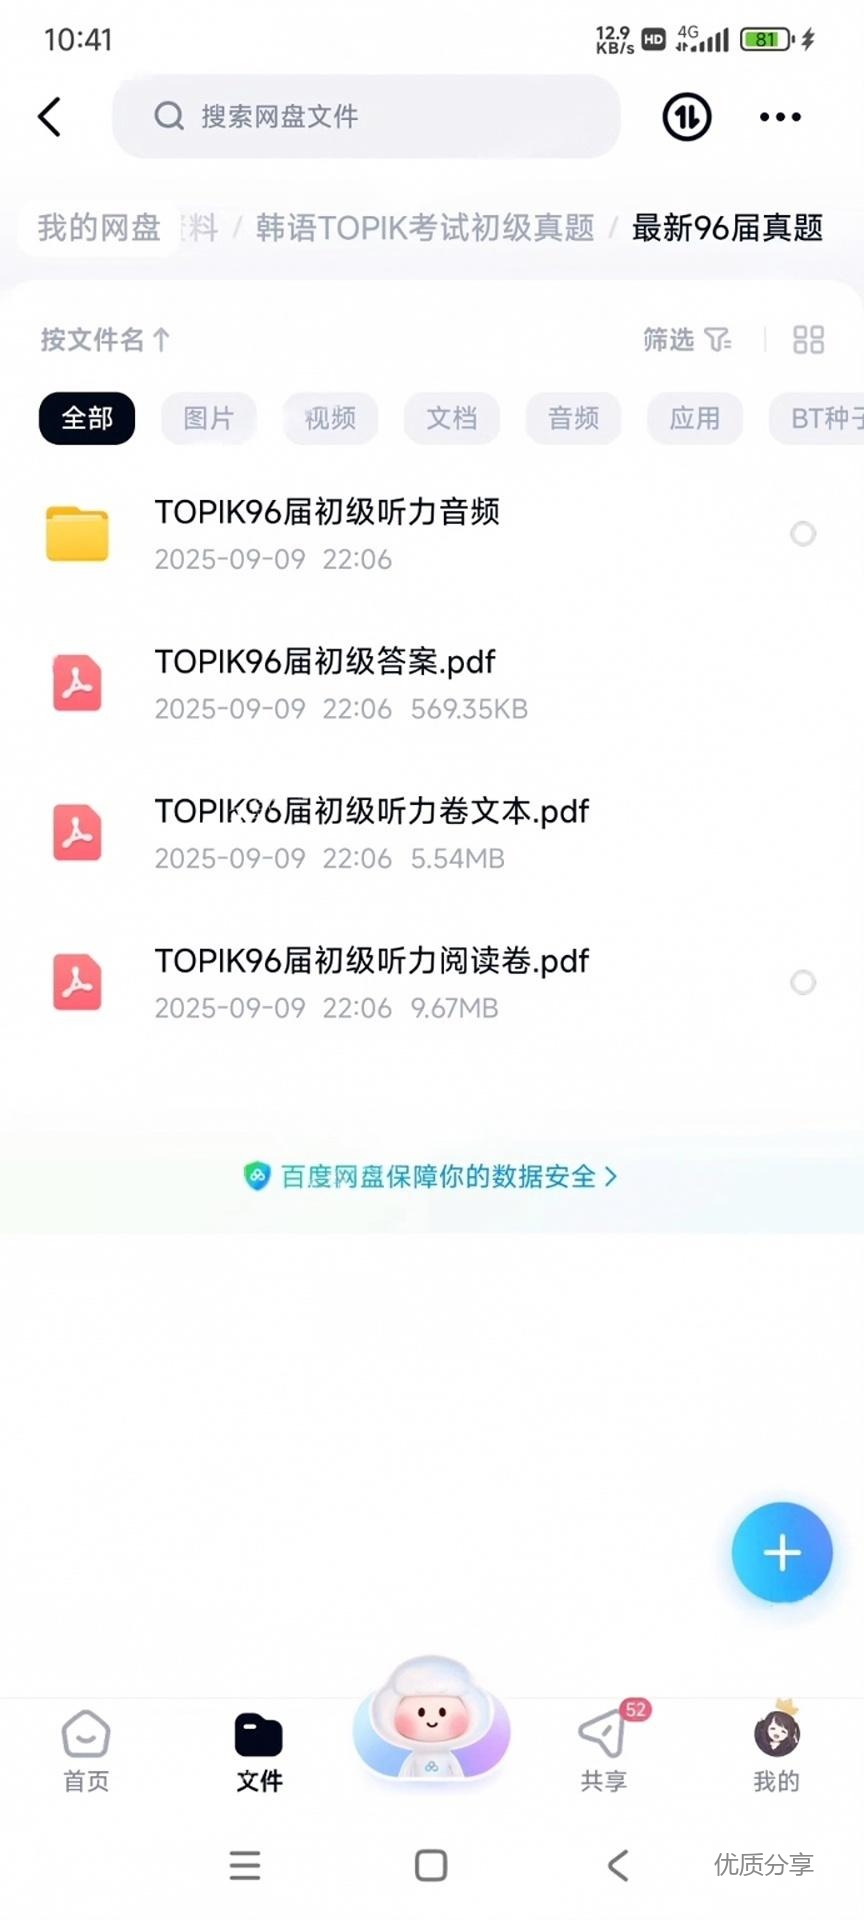 10:41
12.9 KB/s HD 4G 81
搜索网盘文件
我的网盘 料 / 韩语TOPIK考试初级真题 / 最新96届真题
按文件名↑ 筛选
全部 图片 视频 文档 音频 应用 BT种子
TOPIK96届初级听力音频
2025-09-09 22:06
TOPIK96届初级答案.pdf
2025-09-09 22:06 569.35KB
TOPIK96届初级听力卷文本.pdf
2025-09-09 22:06 5.54MB
TOPIK96届初级听力阅读卷.pdf
2025-09-09 22:06 9.67MB
百度网盘保障你的数据安全
52
首页 文件 共享 我的
优质分享